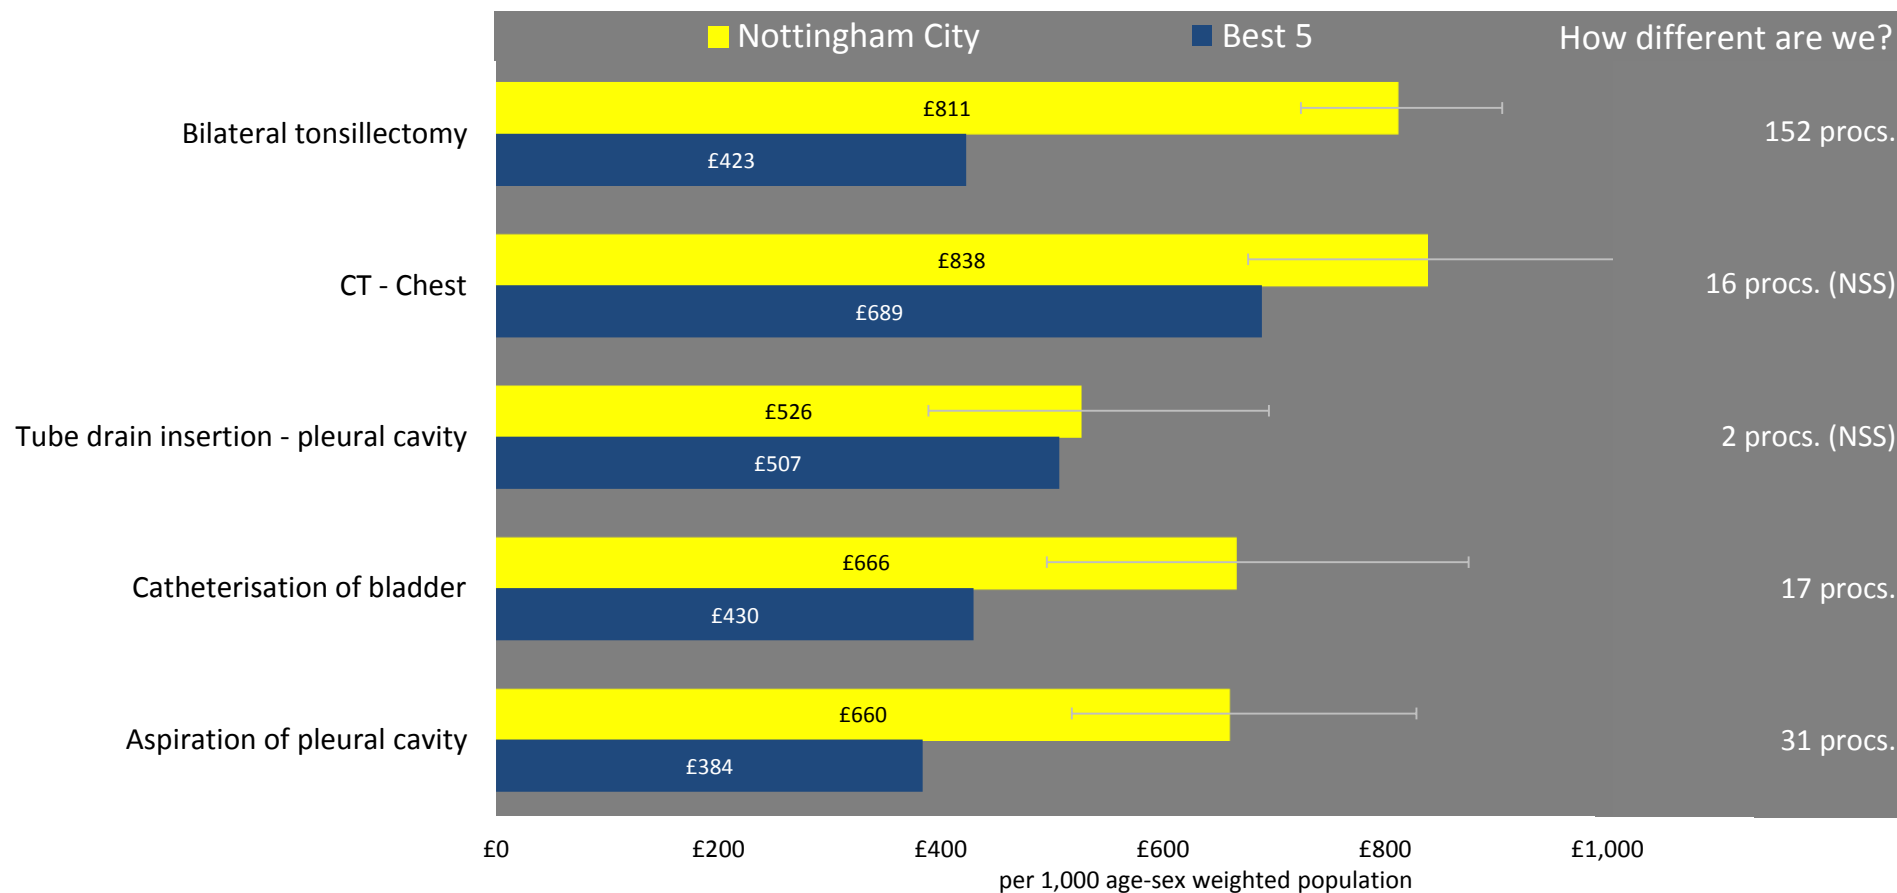 Nottingham City Best 5 How different are we?
Bilateral tonsillectomy £811 £423 152 procs.
CT - Chest £838 £689 16 procs. (NSS)
Tube drain insertion - pleural cavity £526 £507 2 procs. (NSS)
Catheterisation of bladder £666 £430 17 procs.
Aspiration of pleural cavity £660 £384 31 procs.
£0 £200 £400 £600 £800 £1,000
per 1,000 age-sex weighted population